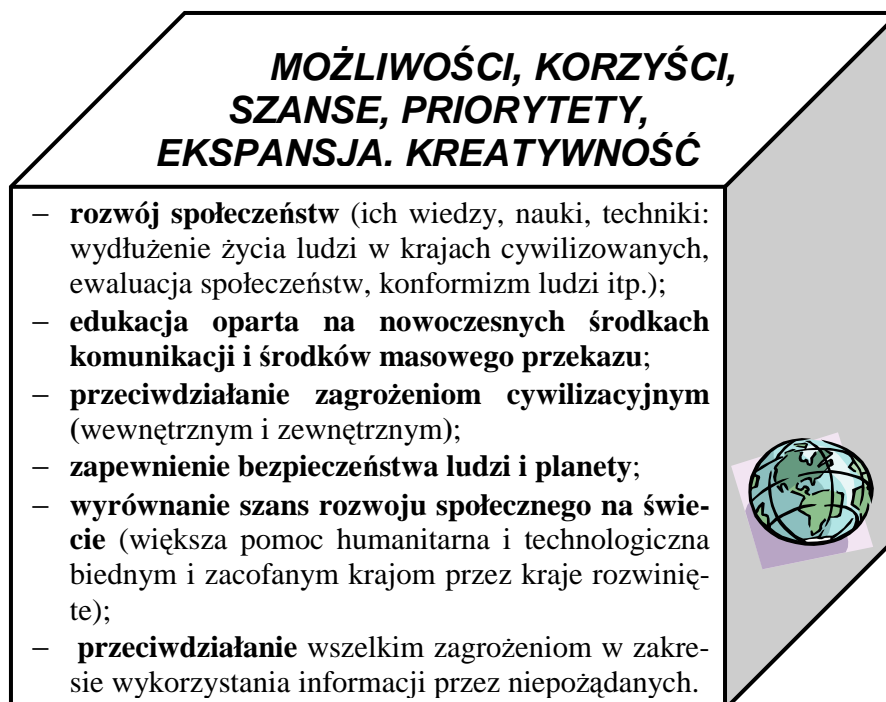 MOŻLIWOŚCI, KORZYŚCI,
SZANSE, PRIORYTETY,
EKSPANSJA. KREATYWNOŚĆ
– rozwój społeczeństw (ich wiedzy, nauki, techniki:
wydłużenie życia ludzi w krajach cywilizowanych,
ewaluacja społeczeństw, konformizm ludzi itp.);
– edukacja oparta na nowoczesnych środkach
komunikacji i środków masowego przekazu;
– przeciwdziałanie zagrożeniom cywilizacyjnym
(wewnętrznym i zewnętrznym);
– zapewnienie bezpieczeństwa ludzi i planety;
– wyrównanie szans rozwoju społecznego na świe-
cie (większa pomoc humanitarna i technologiczna
biednym i zacofanym krajom przez kraje rozwinię-
te);
– przeciwdziałanie wszelkim zagrożeniom w zakre-
sie wykorzystania informacji przez niepożądanych.